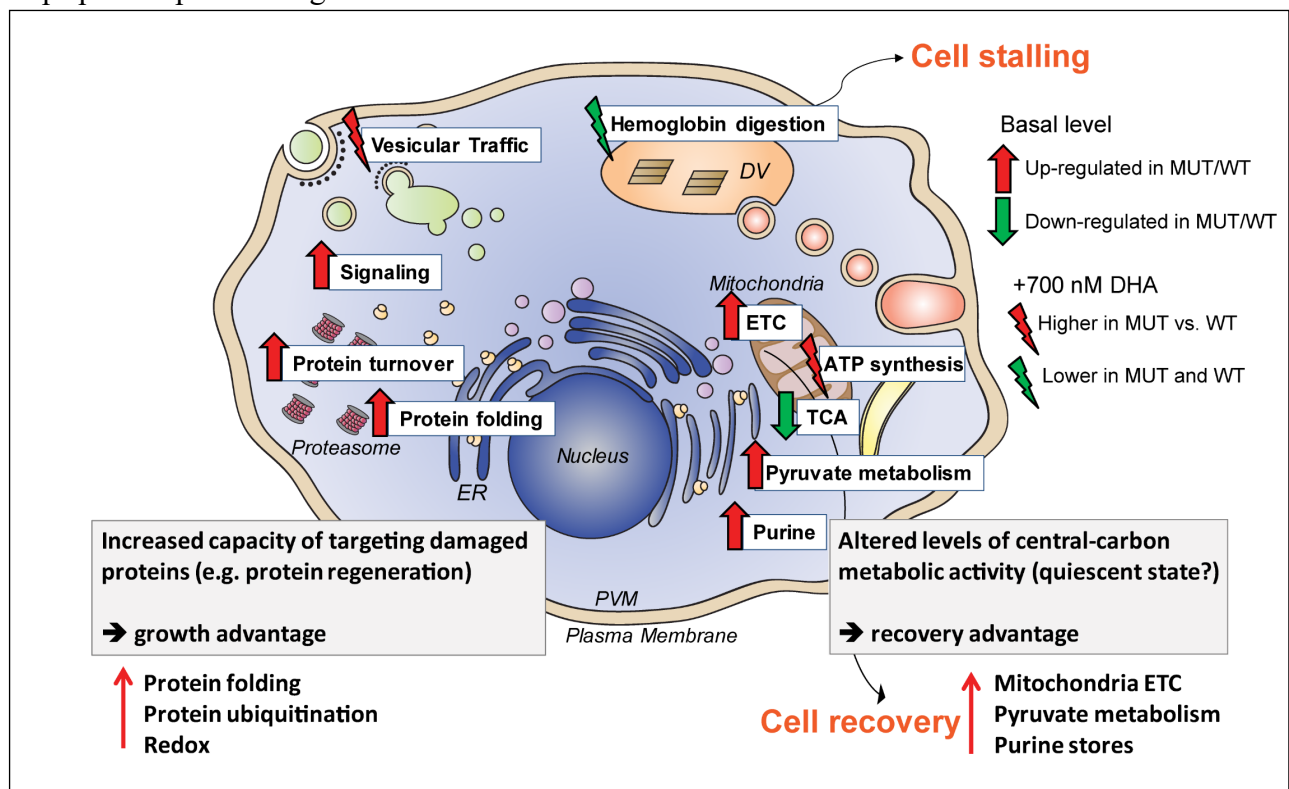 Cell stalling
Hemoglobin digestion
Vesicular Traffic
DV
Basal level
Up-regulated in MUT/WT
Down-regulated in MUT/WT
Signaling
Mitochondria
+700 nM DHA
ETC
Higher in MUT vs. WT
Protein turnover
ATP synthesis
Lower in MUT and WT
Protein folding
TCA
Proteasome
Nucleus
Pyruvate metabolism
ER
Purine
Increased capacity of targeting damaged
proteins (e.g. protein regeneration)
➔ growth advantage
PVM
Plasma Membrane
Altered levels of central-carbon
metabolic activity (quiescent state?)
➔ recovery advantage
Protein folding
Protein ubiquitination
Redox
Cell recovery
Mitochondria ETC
Pyruvate metabolism
Purine stores